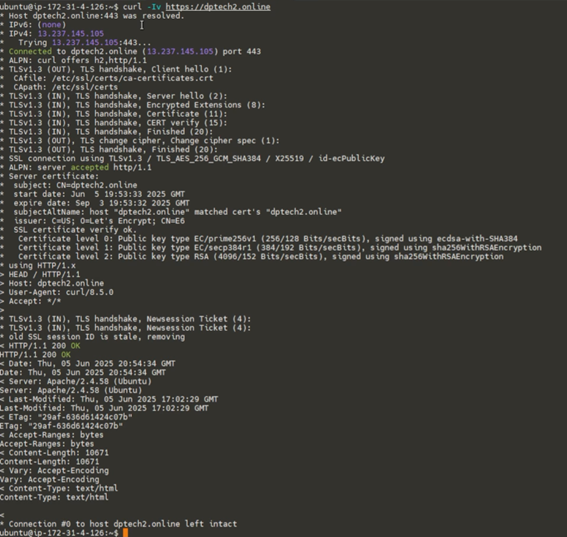 ubuntu@ip-172-31-4-126:~$ curl -Iv https://dptech2.online
* Host dptech2.online:443 was resolved.
* IPv6: (none)
* IPv4: 13.237.145.105
*   Trying 13.237.145.105:443...
* Connected to dptech2.online (13.237.145.105) port 443
* ALPN: curl offers h2,http/1.1
* TLSv1.3 (OUT), TLS handshake, Client hello (1):
*  CAfile: /etc/ssl/certs/ca-certificates.crt
*  CApath: /etc/ssl/certs
* TLSv1.3 (IN), TLS handshake, Server hello (2):
* TLSv1.3 (IN), TLS handshake, Encrypted Extensions (8):
* TLSv1.3 (IN), TLS handshake, Certificate (11):
* TLSv1.3 (IN), TLS handshake, CERT verify (15):
* TLSv1.3 (IN), TLS handshake, Finished (20):
* TLSv1.3 (OUT), TLS change cipher, Change cipher spec (1):
* TLSv1.3 (OUT), TLS handshake, Finished (20):
* SSL connection using TLSv1.3 / TLS_AES_256_GCM_SHA384 / X25519 / id-ecPublicKey
* ALPN: server accepted http/1.1
* Server certificate:
*  subject: CN=dptech2.online
*  start date: Jun  5 19:53:33 2025 GMT
*  expire date: Sep  3 19:53:32 2025 GMT
*  subjectAltName: host "dptech2.online" matched cert's "dptech2.online"
*  issuer: C=US; O=Let's Encrypt; CN=E6
*  SSL certificate verify ok.
*   Certificate level 0: Public key type EC/prime256v1 (256/128 Bits/secBits), signed using ecdsa-with-SHA384
*   Certificate level 1: Public key type EC/secp384r1 (384/192 Bits/secBits), signed using sha256WithRSAEncryption
*   Certificate level 2: Public key type RSA (4096/152 Bits/secBits), signed using sha256WithRSAEncryption
* using HTTP/1.x
> HEAD / HTTP/1.1
> Host: dptech2.online
> User-Agent: curl/8.5.0
> Accept: */*
>
* TLSv1.3 (IN), TLS handshake, Newsession Ticket (4):
* TLSv1.3 (IN), TLS handshake, Newsession Ticket (4):
* old SSL session ID is stale, removing
< HTTP/1.1 200 OK
HTTP/1.1 200 OK
< Date: Thu, 05 Jun 2025 20:54:34 GMT
Date: Thu, 05 Jun 2025 20:54:34 GMT
< Server: Apache/2.4.58 (Ubuntu)
Server: Apache/2.4.58 (Ubuntu)
< Last-Modified: Thu, 05 Jun 2025 17:02:29 GMT
Last-Modified: Thu, 05 Jun 2025 17:02:29 GMT
< ETag: "29af-636d61424c07b"
ETag: "29af-636d61424c07b"
< Accept-Ranges: bytes
Accept-Ranges: bytes
< Content-Length: 10671
Content-Length: 10671
< Vary: Accept-Encoding
Vary: Accept-Encoding
< Content-Type: text/html
Content-Type: text/html
<
* Connection #0 to host dptech2.online left intact
ubuntu@ip-172-31-4-126:~$